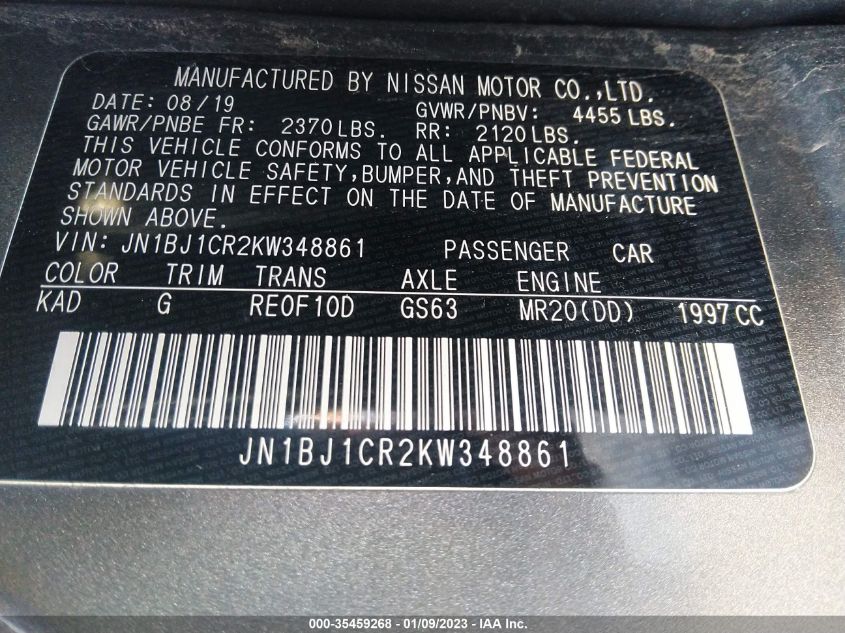 MANUFACTURED BY NISSAN MOTOR CO.,LTD.
DATE: 08/19 GVWR/PNBV: 4455 LBS.
GAWR/PNBE FR: 2370 LBS. RR: 2120 LBS.
THIS VEHICLE CONFORMS TO ALL APPLICABLE FEDERAL
MOTOR VEHICLE SAFETY, BUMPER, AND THEFT PREVENTION
STANDARDS IN EFFECT ON THE DATE OF MANUFACTURE
SHOWN ABOVE.
VIN: JN1BJ1CR2KW348861 PASSENGER CAR
COLOR TRIM TRANS AXLE ENGINE
KAD G RE0F10D GS63 MR20(DD) 1997 CC
JN1BJ1CR2KW348861
000-35459268 - 01/09/2023 - IAA Inc.